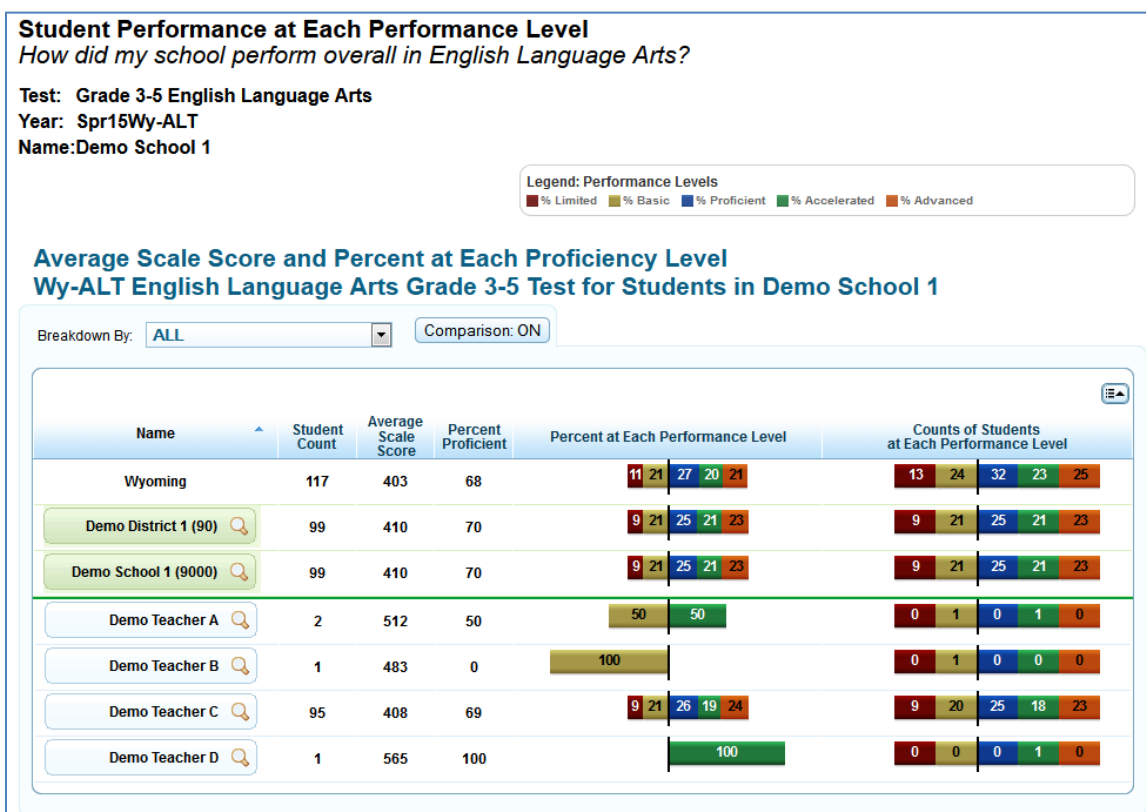 Student Performance at Each Performance Level
How did my school perform overall in English Language Arts?
Test: Grade 3-5 English Language Arts
Year: Spr15Wy-ALT
Name:Demo School 1
Legend: Performance Levels
% Limited % Basic % Proficient % Accelerated % Advanced
Average Scale Score and Percent at Each Proficiency Level
Wy-ALT English Language Arts Grade 3-5 Test for Students in Demo School 1
Breakdown By: ALL Comparison: ON
Name Student Count Average Scale Score Percent Proficient Percent at Each Performance Level Counts of Students at Each Performance Level
Wyoming 117 403 68 11 21 27 20 21 13 24 32 23 25
Demo District 1 (90) 99 410 70 9 21 25 21 23 9 21 25 21 23
Demo School 1 (9000) 99 410 70 9 21 25 21 23 9 21 25 21 23
Demo Teacher A 2 512 50 50 50 0 1 0 1 0
Demo Teacher B 1 483 0 100 0 1 0 0 0
Demo Teacher C 95 408 69 9 21 26 19 24 9 20 25 18 23
Demo Teacher D 1 565 100 100 0 0 0 1 0